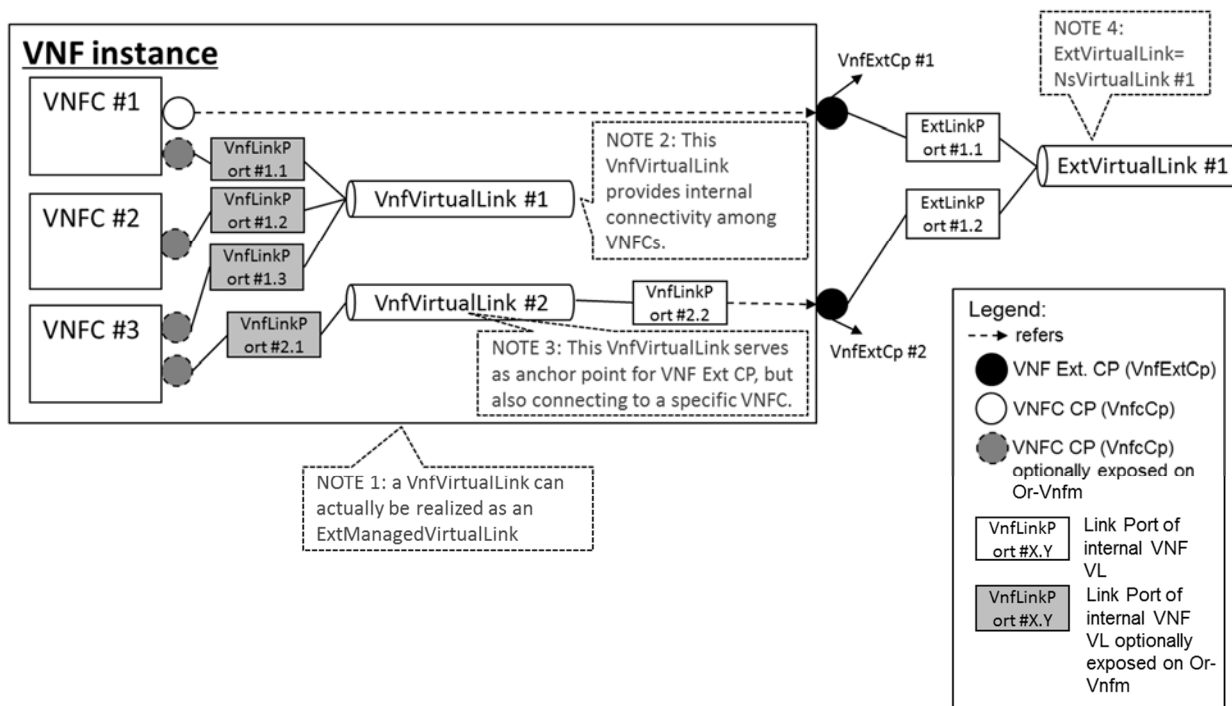 VNF instance
VNFC #1
VNFC #2
VNFC #3
VnfLinkP
ort #1.1
VnfLinkP
ort #1.2
VnfLinkP
ort #1.3
VnfLinkP
ort #2.1
VnfVirtualLink #1
VnfVirtualLink #2
VnfLinkP
ort #2.2
NOTE 2: This
VnfVirtualLink
provides internal
connectivity among
VNFCs.
NOTE 3: This VnfVirtualLink serves
as anchor point for VNF Ext CP, but
also connecting to a specific VNFC.
NOTE 1: a VnfVirtualLink can
actually be realized as an
ExtManagedVirtualLink
VnfExtCp #1
VnfExtCp #2
ExtLinkP
ort #1.1
ExtLinkP
ort #1.2
NOTE 4:
ExtVirtualLink=
NsVirtualLink #1
ExtVirtualLink #1
Legend:
refers
VNF Ext. CP (VnfExtCp)
VNFC CP (VnfcCp)
VNFC CP (VnfcCp)
optionally exposed on
Or-Vnfm
VnfLinkP
ort #X.Y
Link Port of
internal VNF
VL
VnfLinkP
ort #X.Y
Link Port of
internal VNF
VL optionally
exposed on Or-
Vnfm